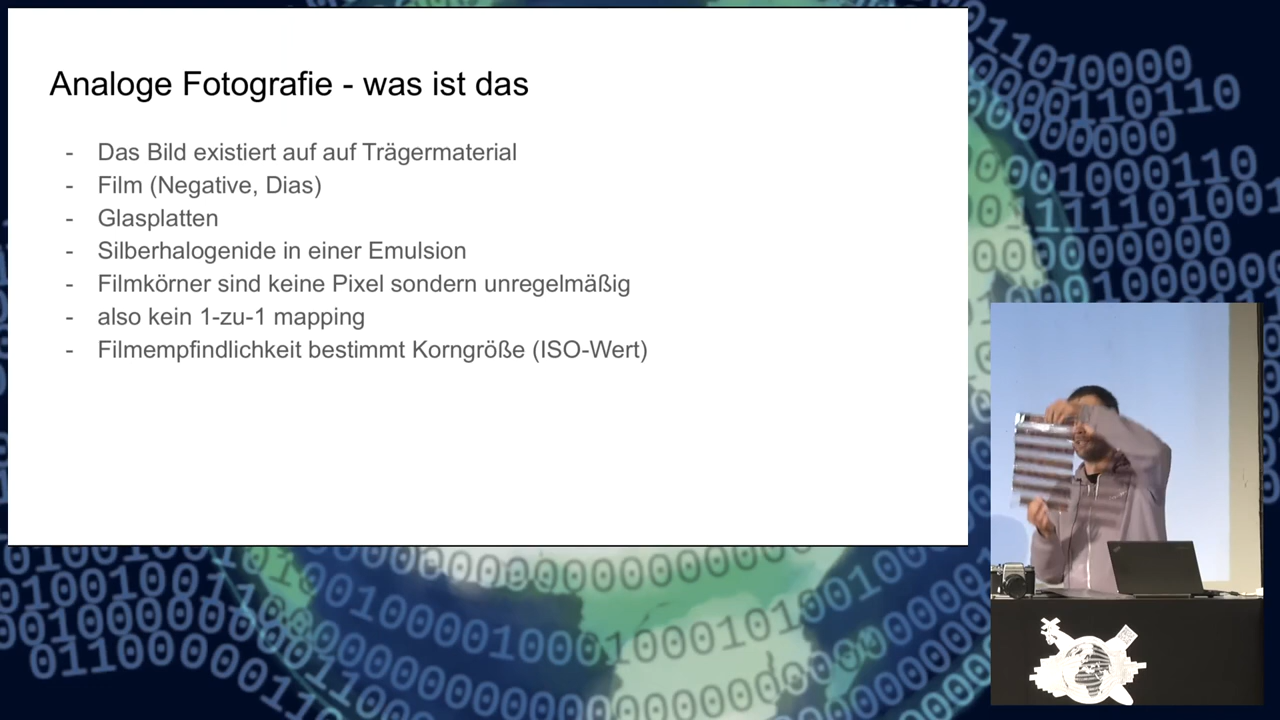 Analoge Fotografie - was ist das
- Das Bild existiert auf auf Trägermaterial
- Film (Negative, Dias)
- Glasplatten
- Silberhalogenide in einer Emulsion
- Filmkörner sind keine Pixel sondern unregelmäßig
- also kein 1-zu-1 mapping
- Filmempfindlichkeit bestimmt Korngröße (ISO-Wert)